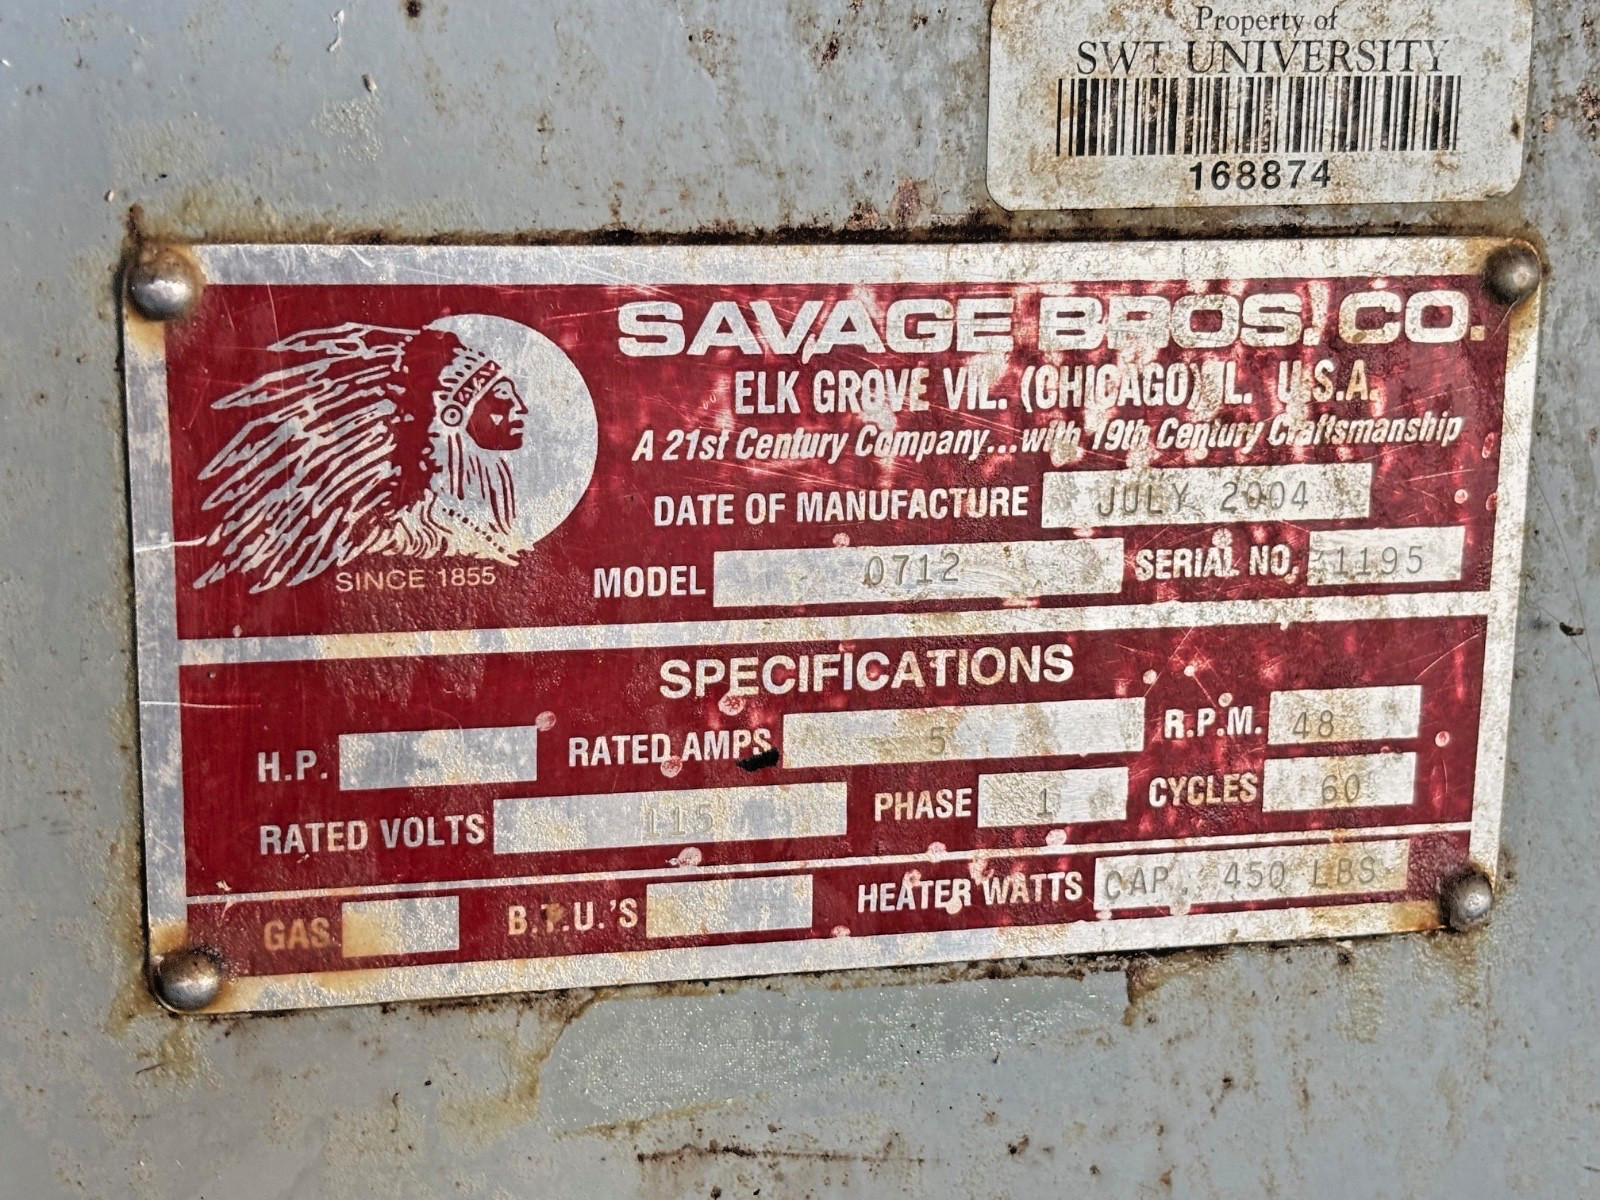 Property of
SWT UNIVERSITY
168874
SAVAGE BROS. CO.
ELK GROVE VIL. (CHICAGO) IL. U.S.A.
A 21st Century Company...with 19th Century Craftsmanship
DATE OF MANUFACTURE JULY 2004
MODEL 0712 SERIAL NO. 1195
SINCE 1855
SPECIFICATIONS
H.P. RATED AMPS 5 R.P.M. 48
RATED VOLTS 115 PHASE 1 CYCLES 60
GAS B.T.U.'S HEATER WATTS CAP. 450 LBS